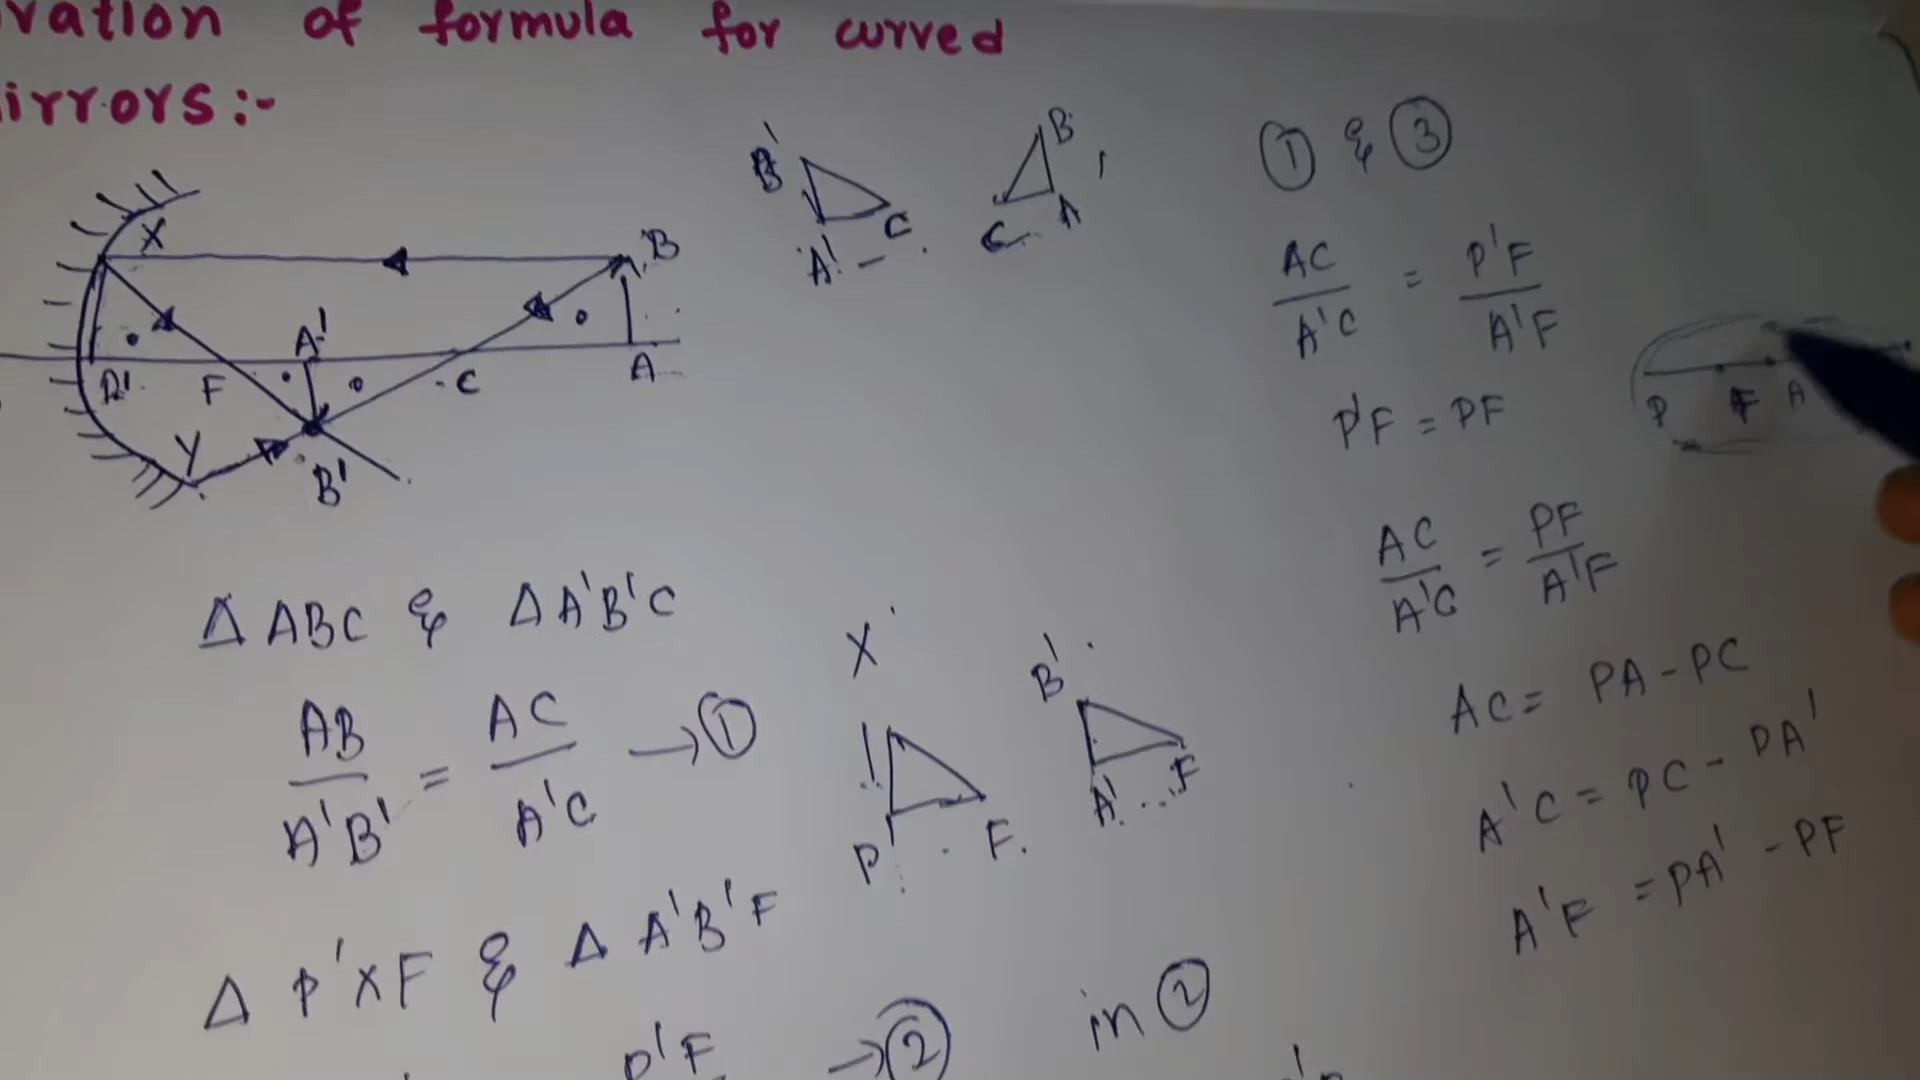 vation of formula for curved
irrors:-
X
B
A'
P'
F
C
A
Y
B'
B'
A'
C
B
C
A
① & ③
AC/A'C = P'F/A'F
P'F = PF
P F A
AC/A'C = PF/A'F
AC = PA - PC
A'C = PC - PA'
A'F = PA' - PF
Δ ABC & Δ A'B'C
AB/A'B' = AC/A'C → ①
X
P'
F
B'
A'
F
Δ P'XF & Δ A'B'F
P'F → ②
in ②